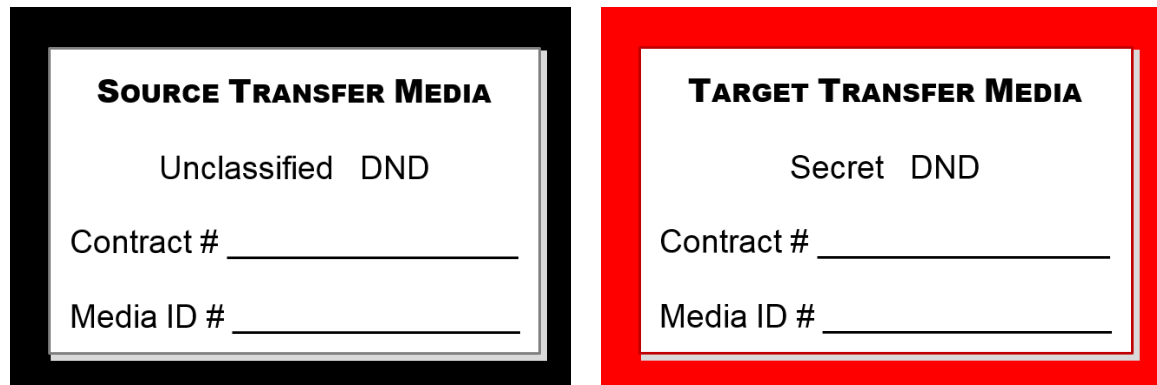 SOURCE TRANSFER MEDIA
Unclassified DND
Contract # ________________
Media ID # ________________
TARGET TRANSFER MEDIA
Secret DND
Contract # ________________
Media ID # ________________